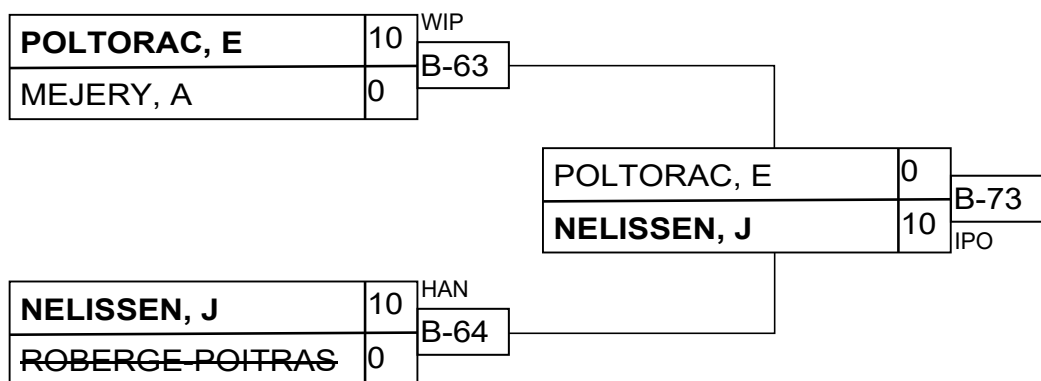 POLTORAC, E 10 WIP
B-63
MEJERY, A 0
POLTORAC, E 0
B-73
NELISSEN, J 10 IPO
NELISSEN, J 10 HAN
B-64
ROBERGE-POITRAS 0